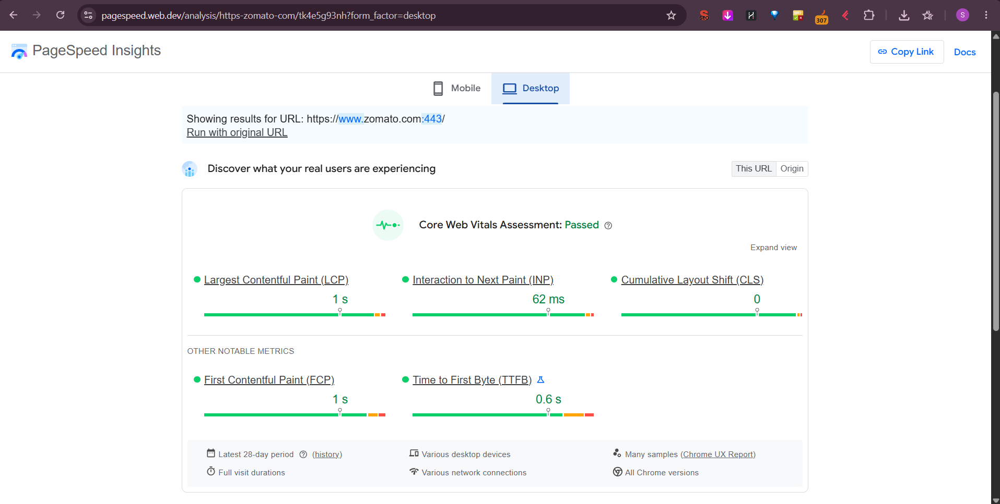 pagespeed.web.dev/analysis/https-zomato-com/tk4e5g93nh?form_factor=desktop
SEO
307
S
PageSpeed Insights
Copy Link
Docs
Mobile
Desktop
Showing results for URL: https://www.zomato.com:443/
Run with original URL
Discover what your real users are experiencing
This URL
Origin
Core Web Vitals Assessment: Passed
Expand view
Largest Contentful Paint (LCP)
1 s
Interaction to Next Paint (INP)
62 ms
Cumulative Layout Shift (CLS)
0
OTHER NOTABLE METRICS
First Contentful Paint (FCP)
1 s
Time to First Byte (TTFB)
0.6 s
Latest 28-day period (history)
Various desktop devices
Many samples (Chrome UX Report)
Full visit durations
Various network connections
All Chrome versions